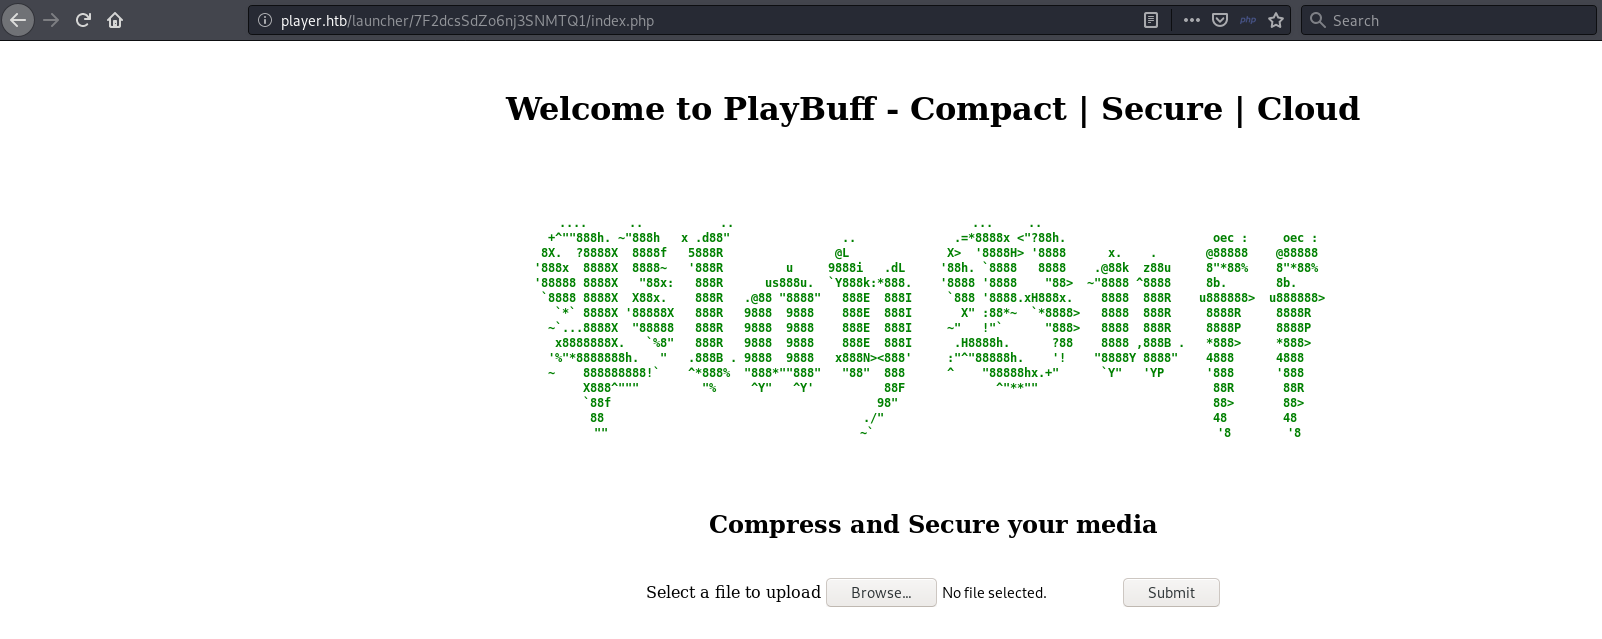 player.htb/launcher/7F2dcsSdZo6nj3SNMTQ1/index.php
php
Search
Welcome to PlayBuff - Compact | Secure | Cloud
Compress and Secure your media
Select a file to upload Browse... No file selected. Submit